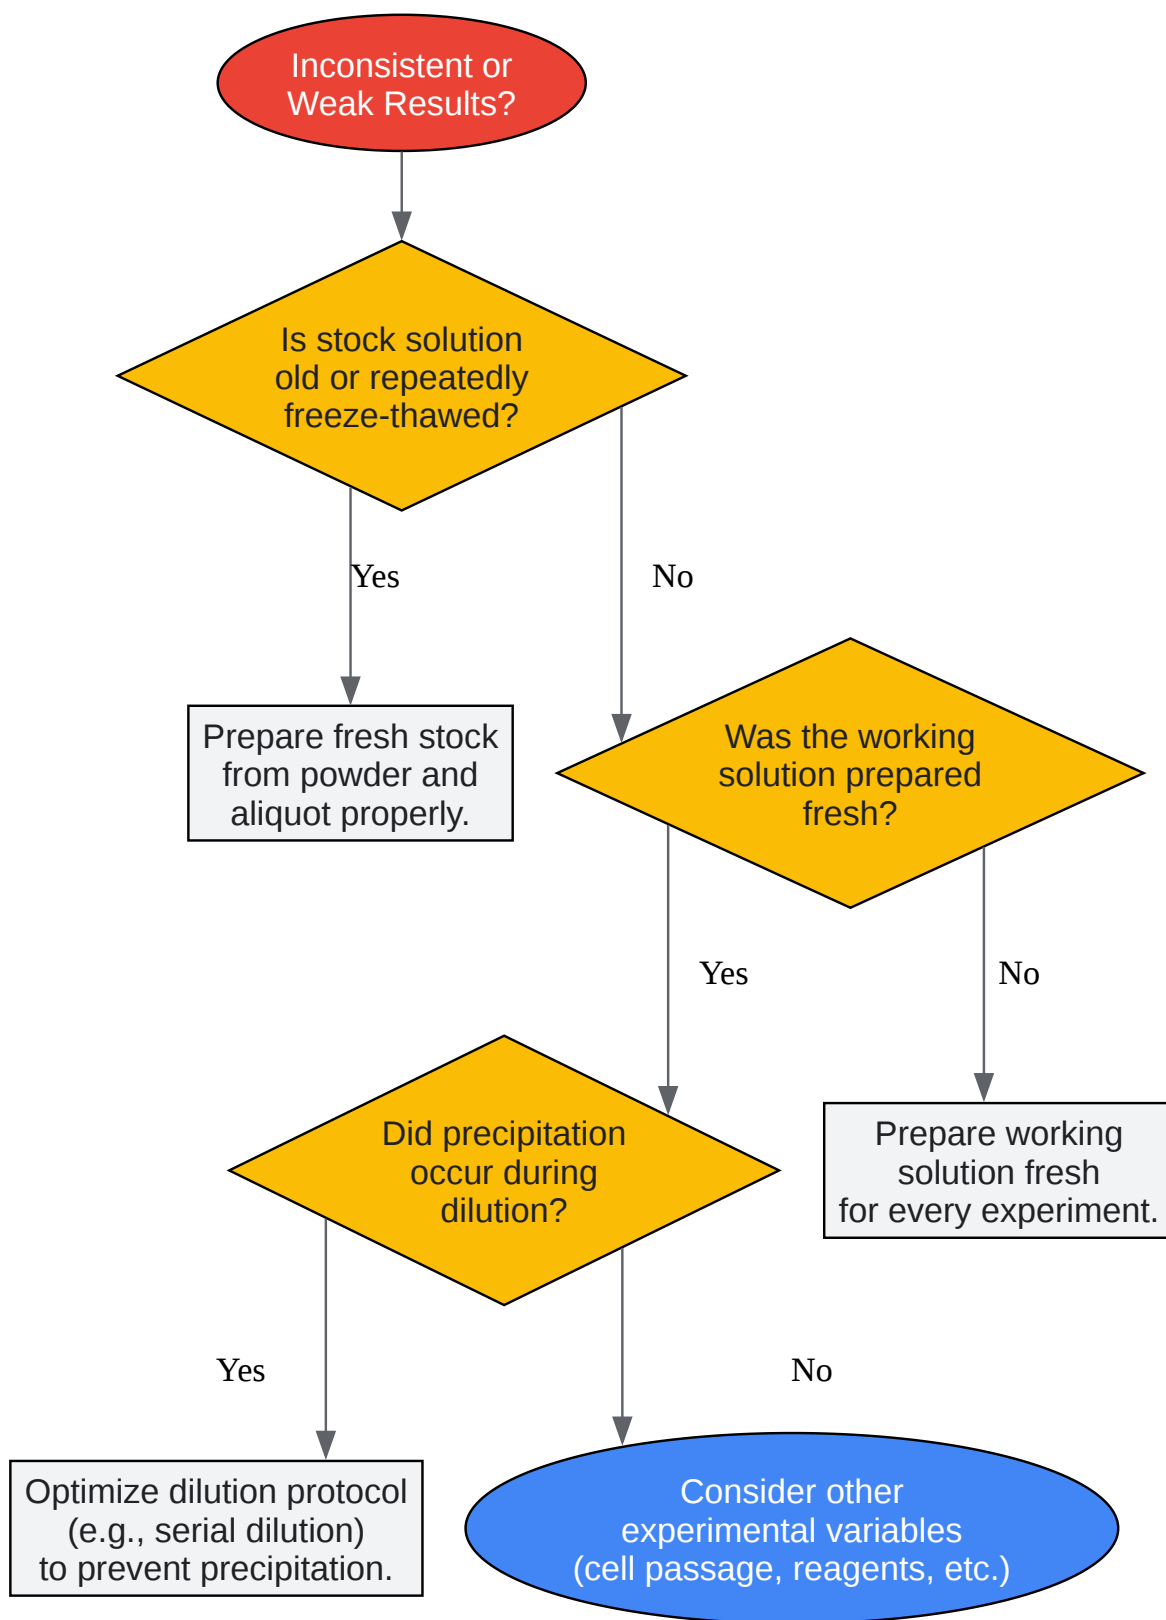 Inconsistent or
Weak Results?
Is stock solution
old or repeatedly
freeze-thawed?
Yes
No
Prepare fresh stock
from powder and
aliquot properly.
Was the working
solution prepared
fresh?
Yes
No
Did precipitation
occur during
dilution?
Prepare working
solution fresh
for every experiment.
Yes
No
Optimize dilution protocol
(e.g., serial dilution)
to prevent precipitation.
Consider other
experimental variables
(cell passage, reagents, etc.)